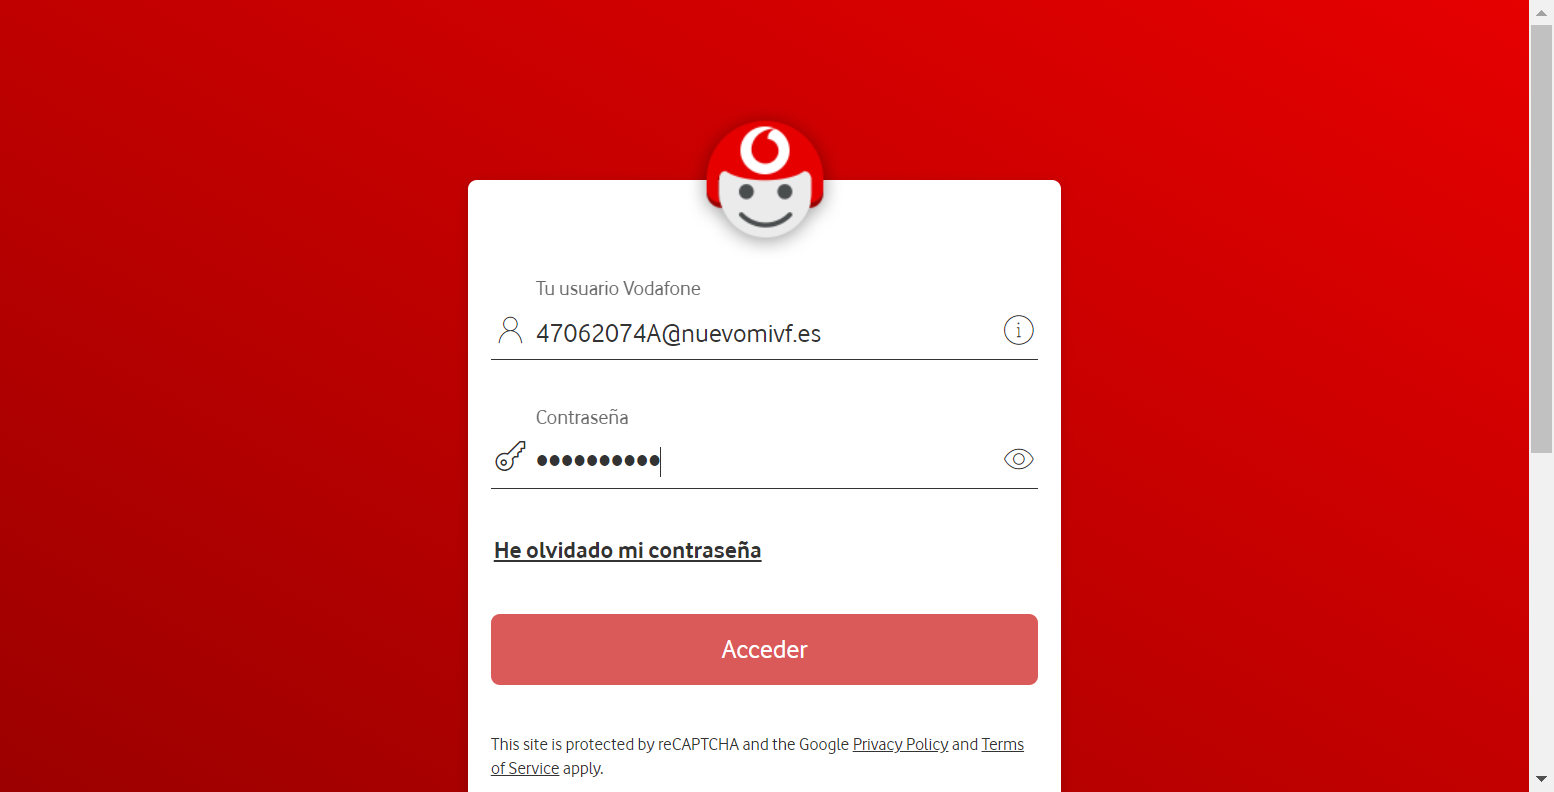 Tu usuario Vodafone
47062074A@nuevomivf.es
Contraseña
He olvidado mi contraseña
Acceder
This site is protected by reCAPTCHA and the Google Privacy Policy and Terms
of Service apply.